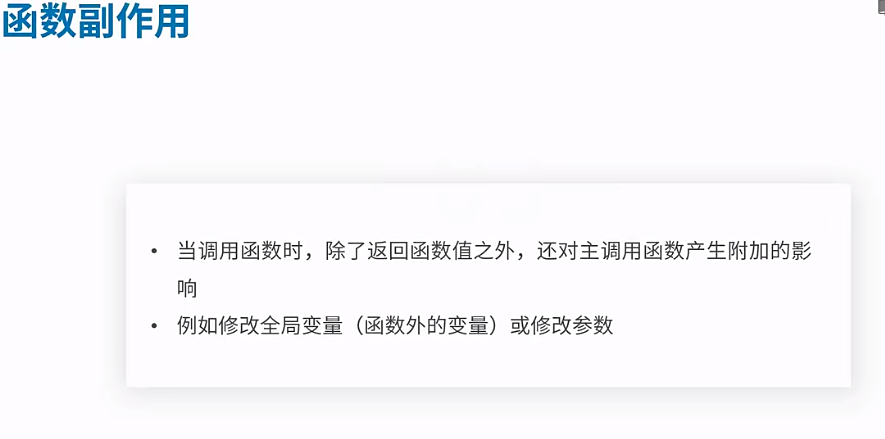 函数副作用
• 当调用函数时，除了返回函数值之外，还对主调用函数产生附加的影
响
• 例如修改全局变量（函数外的变量）或修改参数